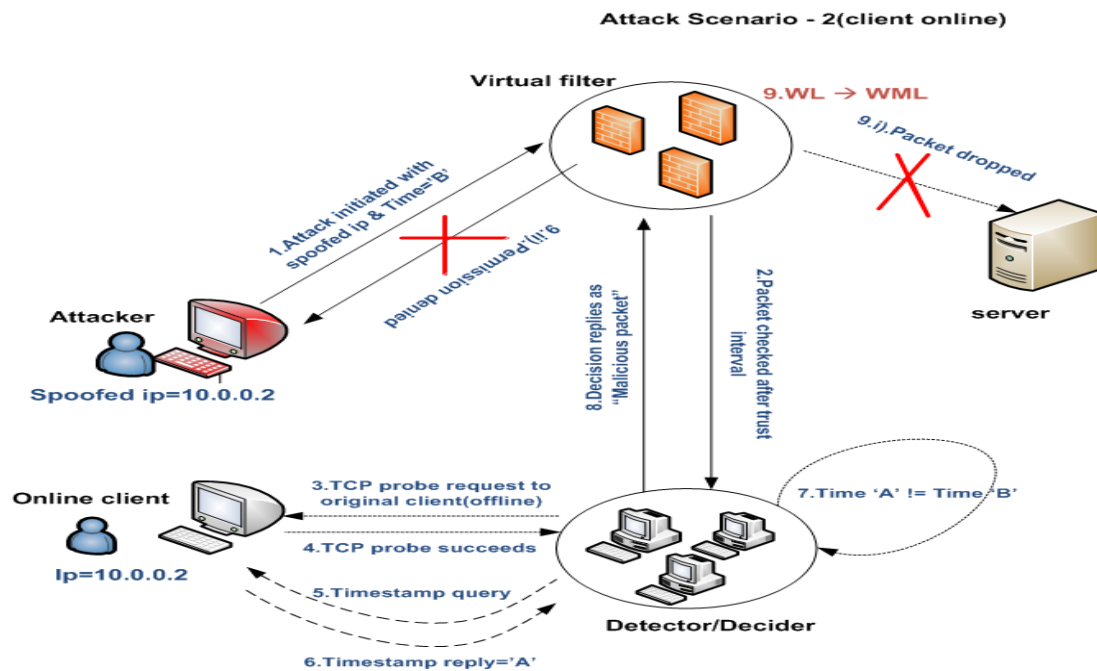 Attack Scenario - 2(client online)
Virtual filter
9.WL → WML
9.i).Packet dropped
1.Attack initiated with
spoofed ip & Time='B'
9.ii).Permission
denied
Attacker
Spoofed ip=10.0.0.2
server
8.Decision replies as
“Malicious packet”
2.Packet checked after trust
interval
Online client
Ip=10.0.0.2
3.TCP probe request to
original client(offline)
4.TCP probe succeeds
5.Timestamp query
6.Timestamp reply='A'
7.Time ‘A’ != Time ‘B’
Detector/Decider